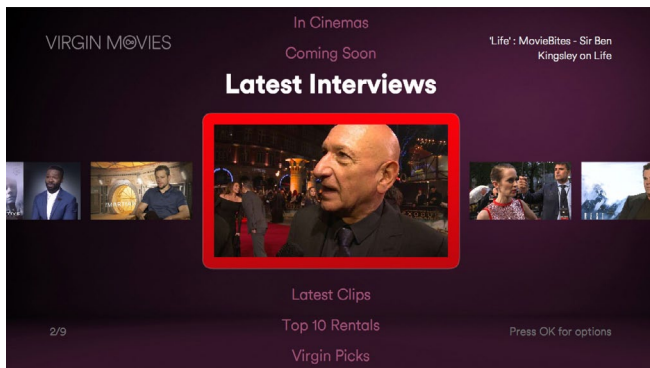 In Cinemas
VIRGIN MOVIES
'Life' : MovieBites - Sir Ben
Kingsley on Life
Coming Soon
Latest Interviews
MARTIAN
Latest Clips
2/9
Top 10 Rentals
Press OK for options
Virgin Picks